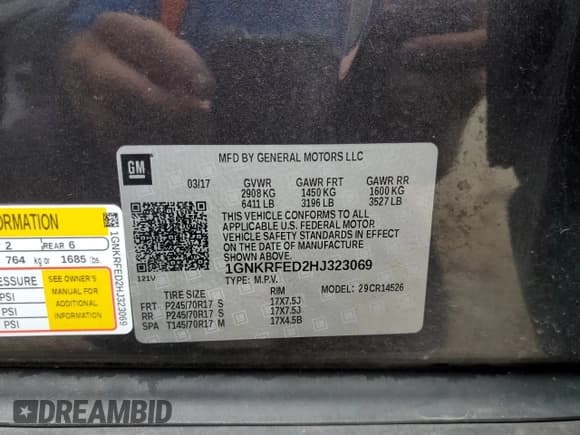 GM
MFD BY GENERAL MOTORS LLC
03/17
GVWR
2908 KG
6411 LB
GAWR FRT
1450 KG
3196 LB
GAWR RR
1600 KG
3527 LB
THIS VEHICLE CONFORMS TO ALL
APPLICABLE U.S. FEDERAL MOTOR
VEHICLE SAFETY STANDARDS IN EFFECT
ON THE DATE OF MANUFACTURE
SHOWN ABOVE.
1GNKRFED2HJ323069
TYPE: M.P.V.
121V
TIRE SIZE RIM MODEL: 29CR14526
FRT P245/70R17 S 17X7.5J
RR P245/70R17 S 17X7.5J
SPA T145/70R17 M 17X4.5B
ORMATION
2 REAR 6
764 kg or 1685 lbs.
ESSURE
PSI
PSI
PSI
SEE OWNER'S
MANUAL FOR
ADDITIONAL
INFORMATION
1GNKRFED2HJ323069
DREAMBID